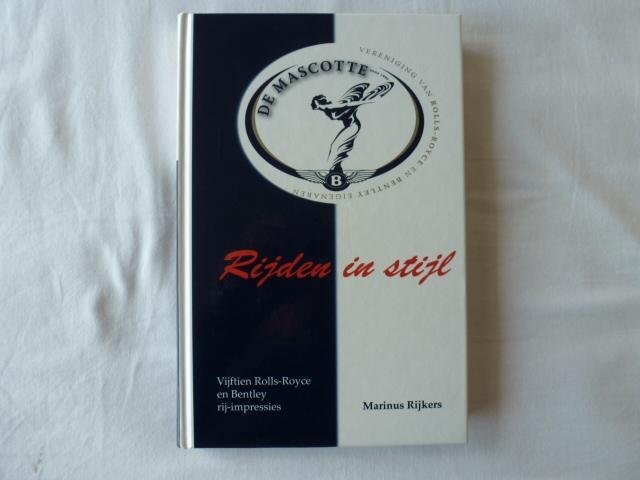 DE MASCOTTE
VERENIGING VAN ROLLS-ROYCE EN BENTLEY EIGENAREN
B
Rijden in stijl
Vijftien Rolls-Royce
en Bentley
rij-impressies
Marinus Rijkers